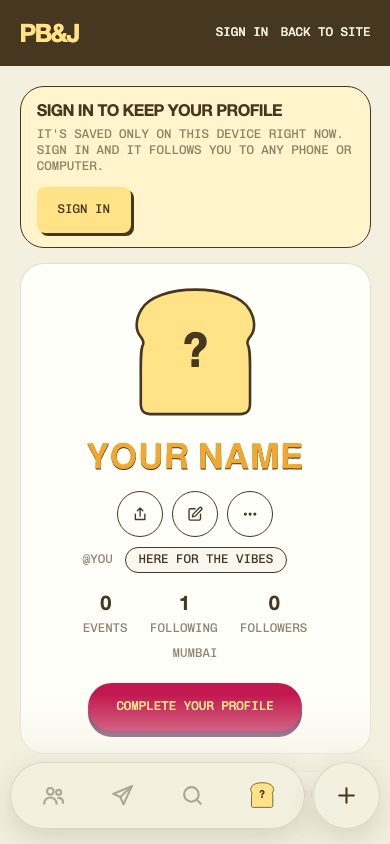 PB&J
SIGN IN BACK TO SITE
SIGN IN TO KEEP YOUR PROFILE
IT'S SAVED ONLY ON THIS DEVICE RIGHT NOW.
SIGN IN AND IT FOLLOWS YOU TO ANY PHONE OR
COMPUTER.
SIGN IN
?
YOUR NAME
@YOU HERE FOR THE VIBES
0 1 0
EVENTS FOLLOWING FOLLOWERS
MUMBAI
COMPLETE YOUR PROFILE
?